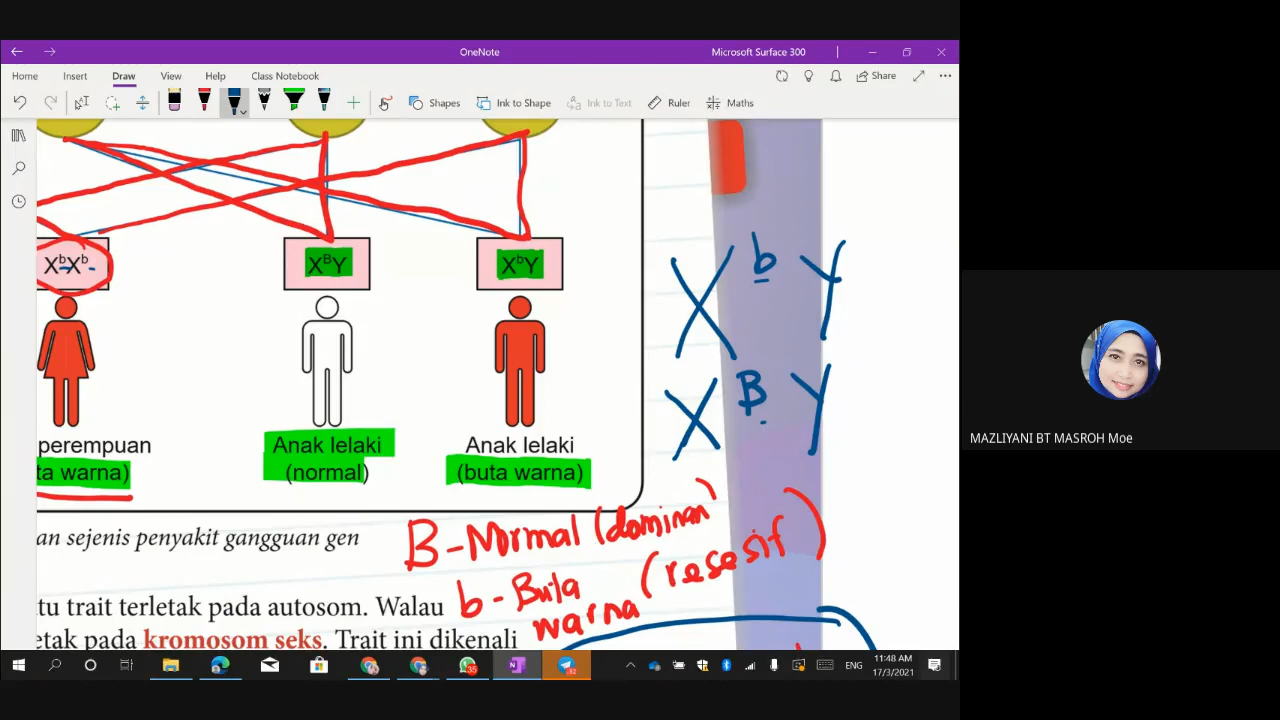 OneNote
Microsoft Surface 300
Home Insert Draw View Help Class Notebook
Share
Shapes Ink to Shape Ink to Text Ruler Maths
XᵇXᵇ XᴮY XᵇY
X b Y
X B Y
perempuan Anak lelaki Anak lelaki
ta warna) (normal) (buta warna)
an sejenis penyakit gangguan gen
B - Normal (dominan)
b - Buta warna (resesif)
tu trait terletak pada autosom. Walau
etak pada kromosom seks. Trait ini dikenali
MAZLIYANI BT MASROH Moe
35
ENG
11:48 AM
17/3/2021